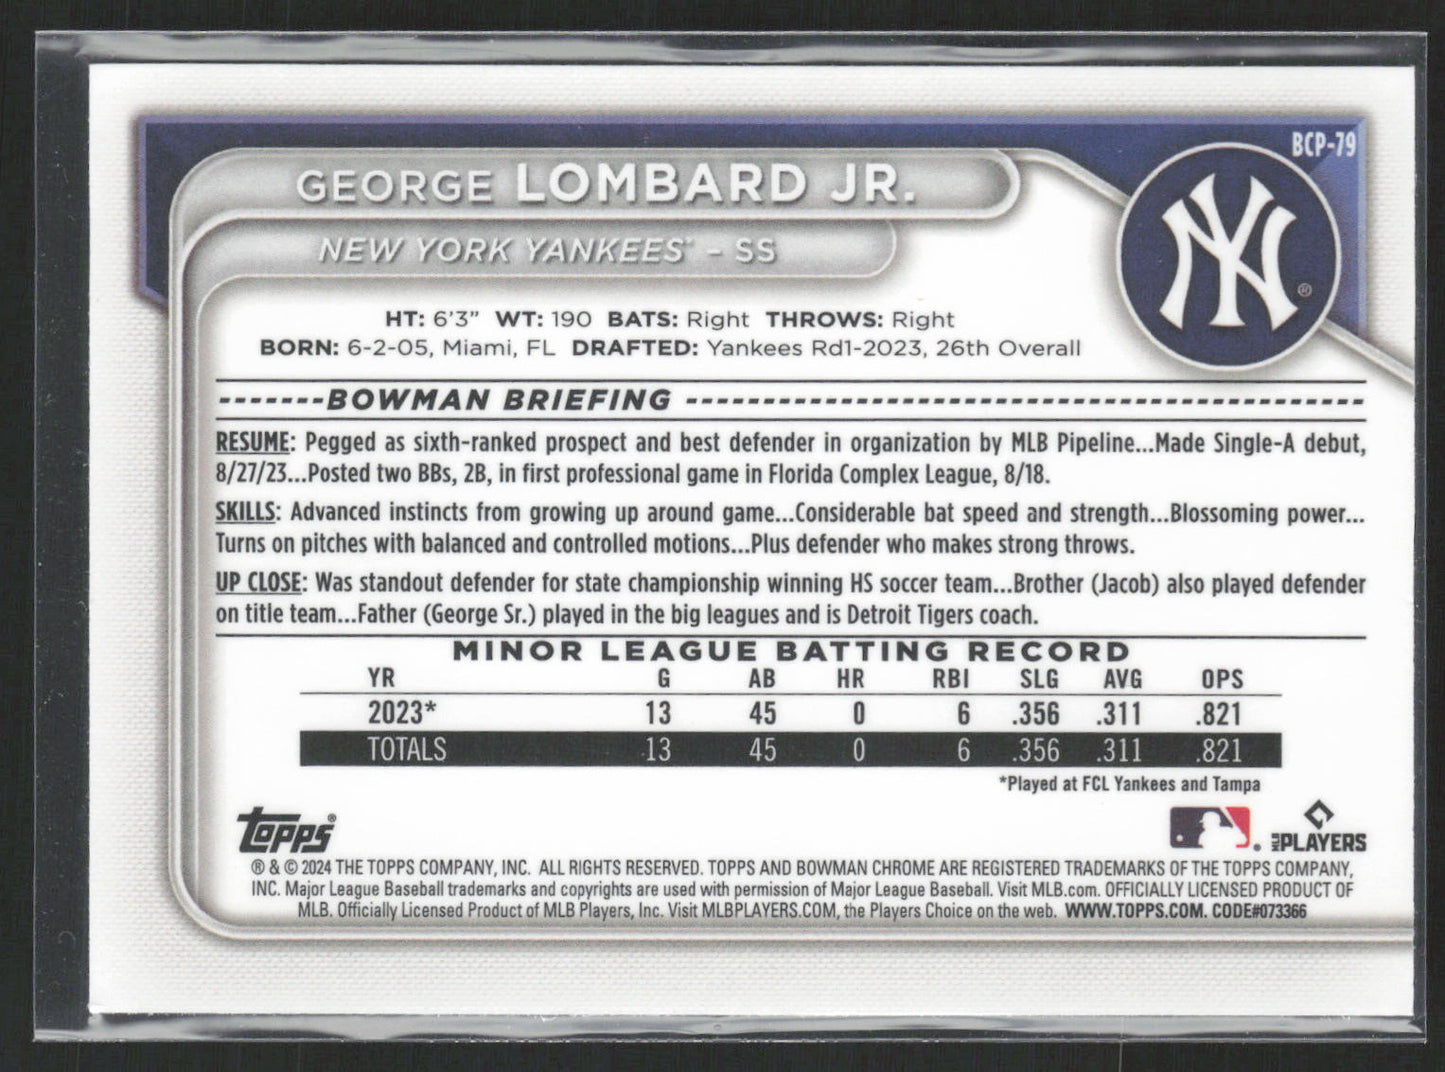 BCP-79
GEORGE LOMBARD JR.
NEW YORK YANKEES® – SS
NY
®
HT: 6'3" WT: 190 BATS: Right THROWS: Right
BORN: 6-2-05, Miami, FL DRAFTED: Yankees Rd1-2023, 26th Overall
-------BOWMAN BRIEFING ------------------------------------------------
RESUME: Pegged as sixth-ranked prospect and best defender in organization by MLB Pipeline...Made Single-A debut,
8/27/23...Posted two BBs, 2B, in first professional game in Florida Complex League, 8/18.
SKILLS: Advanced instincts from growing up around game...Considerable bat speed and strength...Blossoming power...
Turns on pitches with balanced and controlled motions...Plus defender who makes strong throws.
UP CLOSE: Was standout defender for state championship winning HS soccer team...Brother (Jacob) also played defender
on title team...Father (George Sr.) played in the big leagues and is Detroit Tigers coach.
MINOR LEAGUE BATTING RECORD
YR G AB HR RBI SLG AVG OPS
2023* 13 45 0 6 .356 .311 .821
TOTALS 13 45 0 6 .356 .311 .821
*Played at FCL Yankees and Tampa
Topps® MLB PLAYERS
® & © 2024 THE TOPPS COMPANY, INC. ALL RIGHTS RESERVED. TOPPS AND BOWMAN CHROME ARE REGISTERED TRADEMARKS OF THE TOPPS COMPANY,
INC. Major League Baseball trademarks and copyrights are used with permission of Major League Baseball. Visit MLB.com. OFFICIALLY LICENSED PRODUCT OF
MLB. Officially Licensed Product of MLB Players, Inc. Visit MLBPLAYERS.COM, the Players Choice on the web. WWW.TOPPS.COM. CODE#073366